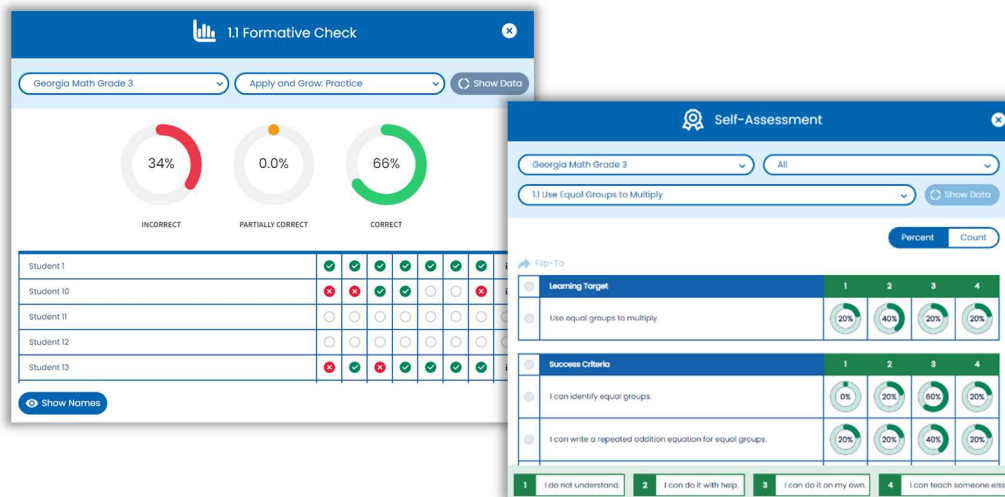 1.1 Formative Check
Georgia Math Grade 3
Apply and Grow: Practice
Show Data
34%
0.0%
66%
INCORRECT
PARTIALLY CORRECT
CORRECT
Student 1
Student 10
Student 11
Student 12
Student 13
Show Names
Self-Assessment
Georgia Math Grade 3
All
1.1 Use Equal Groups to Multiply
Show Data
Percent Count
Flip-To
Learning Target 1 2 3 4
Use equal groups to multiply. 20% 40% 20% 20%
Success Criteria 1 2 3 4
I can identify equal groups. 0% 20% 60% 20%
I can write a repeated addition equation for equal groups. 20% 20% 40% 20%
1 I do not understand. 2 I can do it with help. 3 I can do it on my own. 4 I can teach someone else